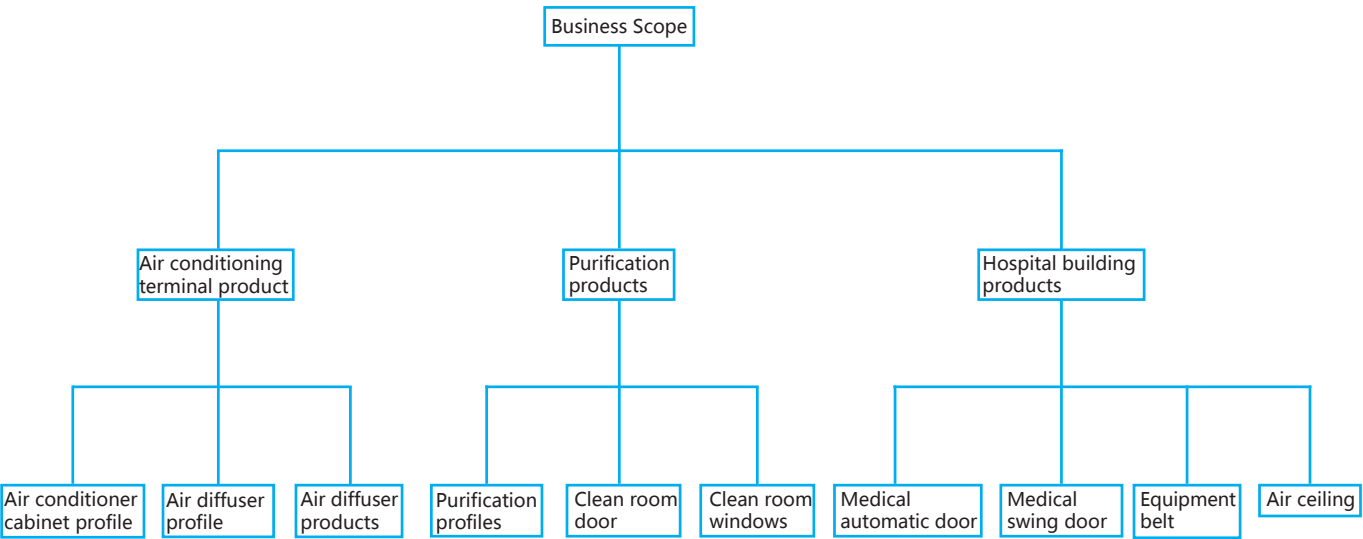 Business Scope
Air conditioning
terminal product
Purification
products
Hospital building
products
Air conditioner
cabinet profile
Air diffuser
profile
Air diffuser
products
Purification
profiles
Clean room
door
Clean room
windows
Medical
automatic door
Medical
swing door
Equipment
belt
Air ceiling